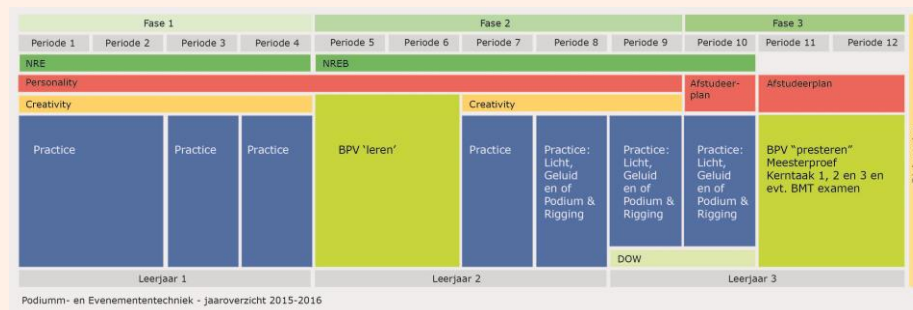 Fase 1
Fase 2
Fase 3
Periode 1
Periode 2
Periode 3
Periode 4
Periode 5
Periode 6
Periode 7
Periode 8
Periode 9
Periode 10
Periode 11
Periode 12
NRE
NREB
Personality
Afstudeer-
plan
Afstudeerplan
Creativity
Creativity
Practice
Practice
Practice
BPV ‘leren’
Practice
Practice:
Licht,
Geluid
en of
Podium &
Rigging
Practice:
Licht,
Geluid
en of
Podium &
Rigging
Practice:
Licht,
Geluid
en of
Podium &
Rigging
BPV “presteren”
Meesterproef
Kerntaak 1, 2 en 3 en
evt. BMT examen
DOW
Leerjaar 1
Leerjaar 2
Leerjaar 3
Podiumm- en Evenemententechniek - jaaroverzicht 2015-2016